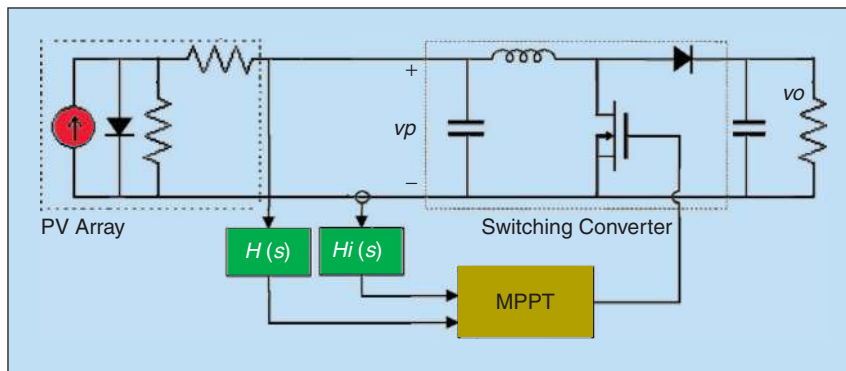 +
vp
−
vo
PV Array
Switching Converter
H (s)
Hi (s)
MPPT